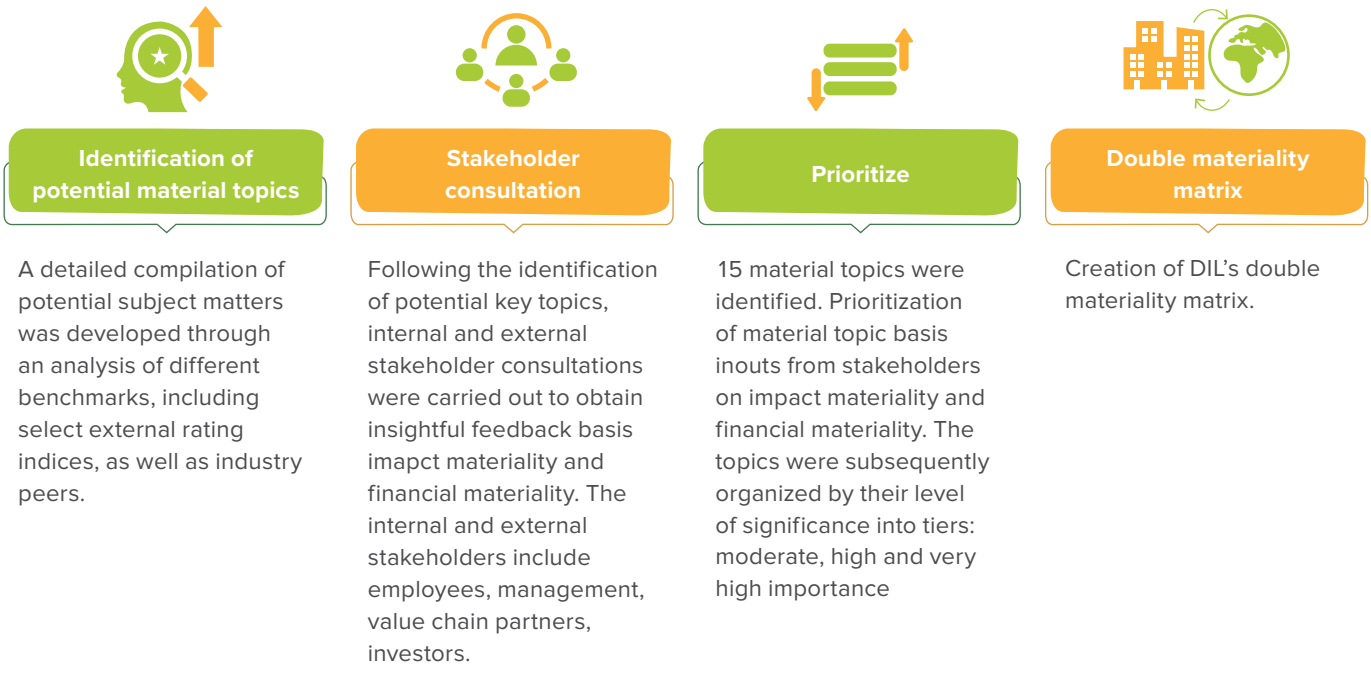 Identification of
potential material topics
A detailed compilation of
potential subject matters
was developed through
an analysis of different
benchmarks, including
select external rating
indices, as well as industry
peers.
Stakeholder
consultation
Following the identification
of potential key topics,
internal and external
stakeholder consultations
were carried out to obtain
insightful feedback basis
imapct materiality and
financial materiality. The
internal and external
stakeholders include
employees, management,
value chain partners,
investors.
Prioritize
15 material topics were
identified. Prioritization
of material topic basis
inouts from stakeholders
on impact materiality and
financial materiality. The
topics were subsequently
organized by their level
of significance into tiers:
moderate, high and very
high importance
Double materiality
matrix
Creation of DIL’s double
materiality matrix.